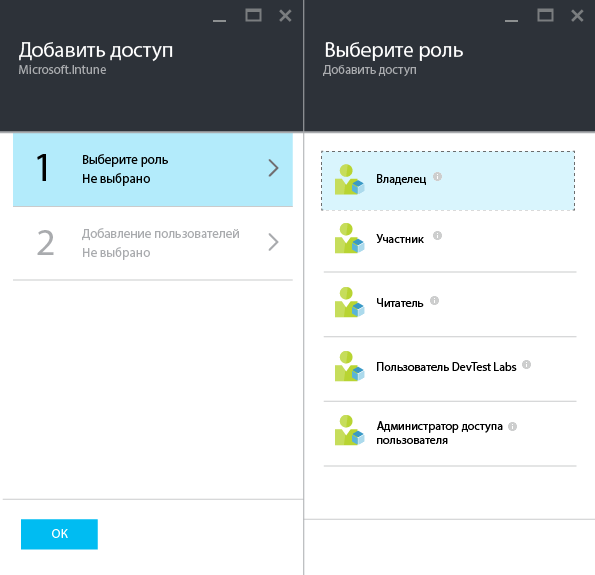 Добавить доступ
Microsoft.Intune
1
Выберите роль
Не выбрано
2
Добавление пользователей
Не выбрано
ОК
Выберите роль
Добавить доступ
Владелец
Участник
Читатель
Пользователь DevTest Labs
Администратор доступа
пользователя